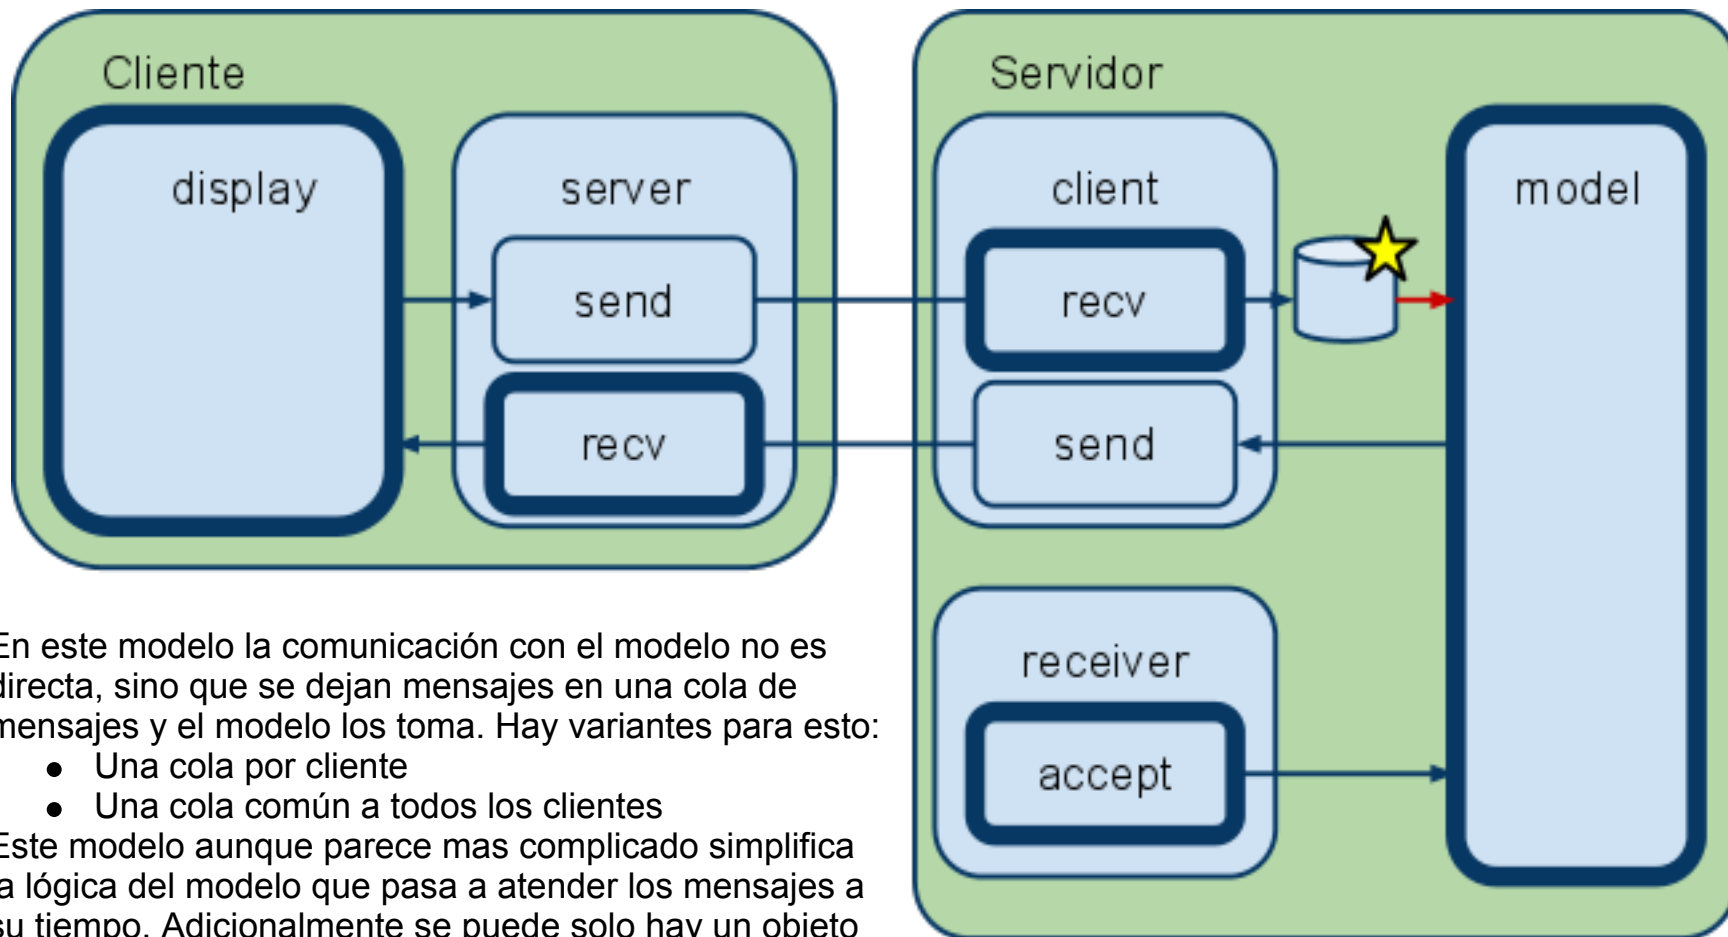 Cliente
Servidor
display
server
client
model
send
recv
recv
send
receiver
accept
En este modelo la comunicación con el modelo no es
directa, sino que se dejan mensajes en una cola de
mensajes y el modelo los toma. Hay variantes para esto:
● Una cola por cliente
● Una cola común a todos los clientes
Este modelo aunque parece mas complicado simplifica
la lógica del modelo que pasa a atender los mensajes a
su tiempo. Adicionalmente se puede solo hay un objeto